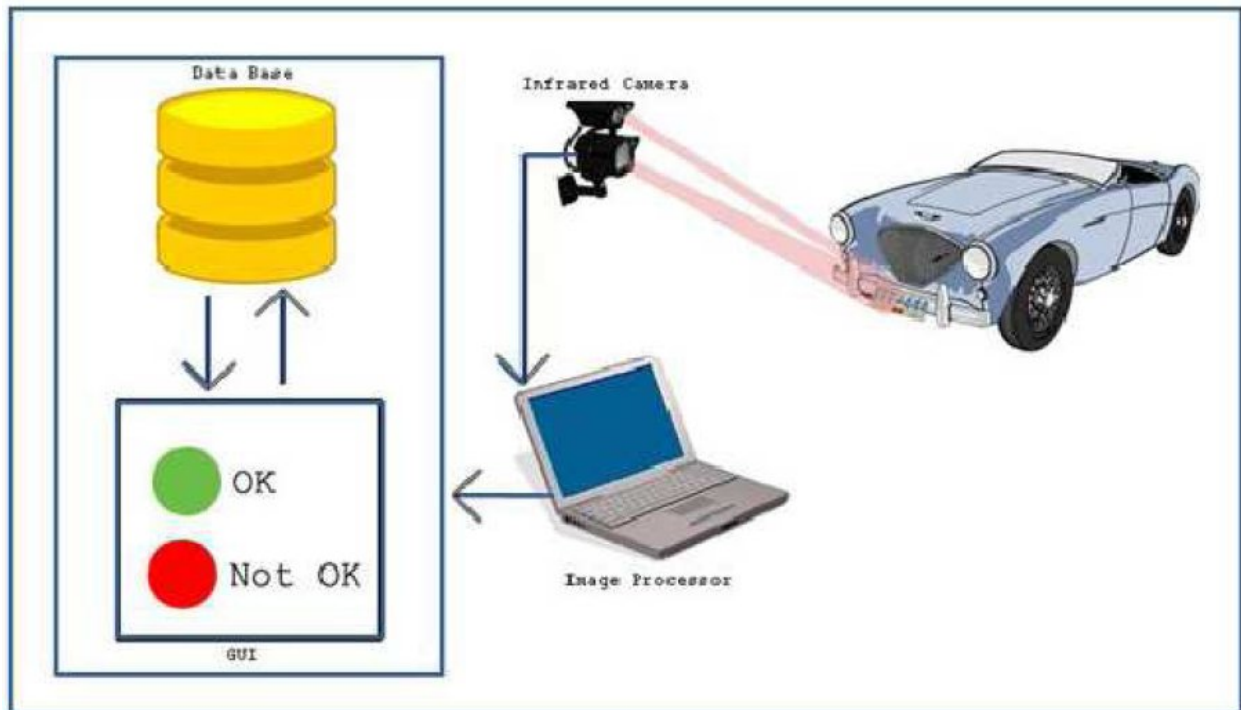 Data Base
Infrared Camera
OK
Not OK
Image Processor
GUI